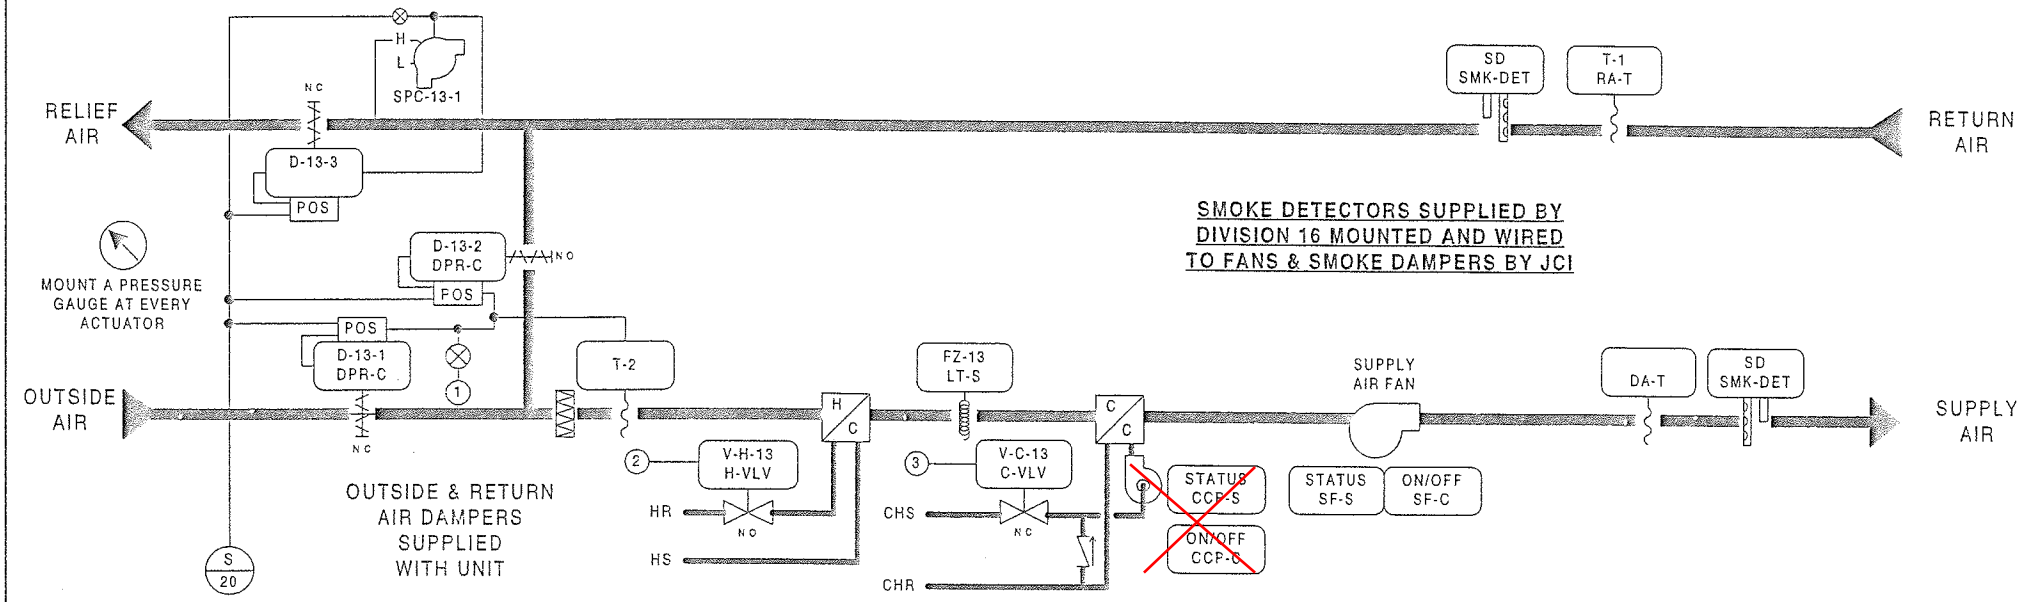 H
L
SPC-13-1
NC
RELIEF
AIR
D-13-3
POS
SD
SMK-DET
T-1
RA-T
RETURN
AIR
SMOKE DETECTORS SUPPLIED BY
DIVISION 16 MOUNTED AND WIRED
TO FANS & SMOKE DAMPERS BY JCI
D-13-2
DPR-C
NO
POS
MOUNT A PRESSURE
GAUGE AT EVERY
ACTUATOR
POS
D-13-1
DPR-C
1
T-2
FZ-13
LT-S
SUPPLY
AIR FAN
DA-T
SD
SMK-DET
OUTSIDE
AIR
NC
H
C
C
C
SUPPLY
AIR
2
V-H-13
H-VLV
3
V-C-13
C-VLV
STATUS
CCP-S
STATUS
SF-S
ON/OFF
SF-C
OUTSIDE & RETURN
AIR DAMPERS
SUPPLIED
WITH UNIT
HR
NO
CHS
NC
ON/OFF
CCP-C
HS
CHR
S
20